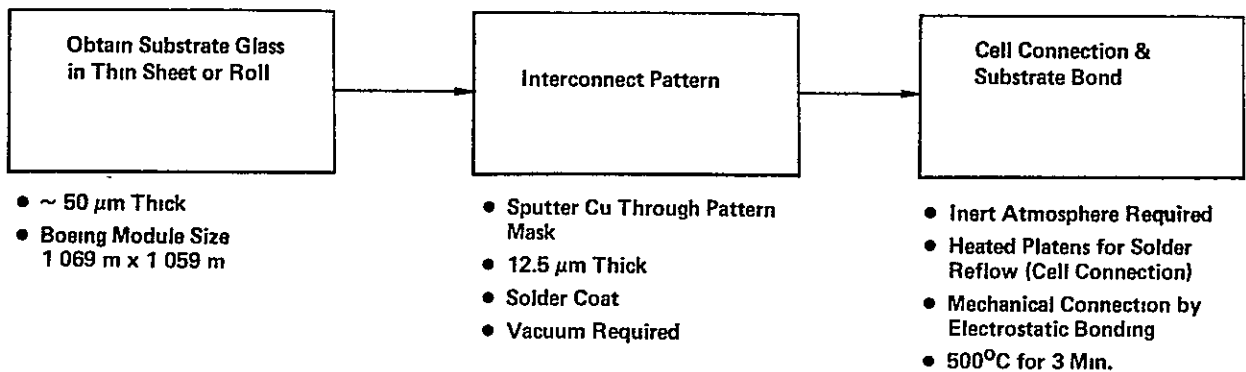 Obtain Substrate Glass
in Thin Sheet or Roll
● ~ 50 μm Thick
● Boeing Module Size
1 069 m x 1 059 m
Interconnect Pattern
● Sputter Cu Through Pattern
Mask
● 12.5 μm Thick
● Solder Coat
● Vacuum Required
Cell Connection &
Substrate Bond
● Inert Atmosphere Required
● Heated Platens for Solder
Reflow (Cell Connection)
● Mechanical Connection by
Electrostatic Bonding
● 500°C for 3 Min.